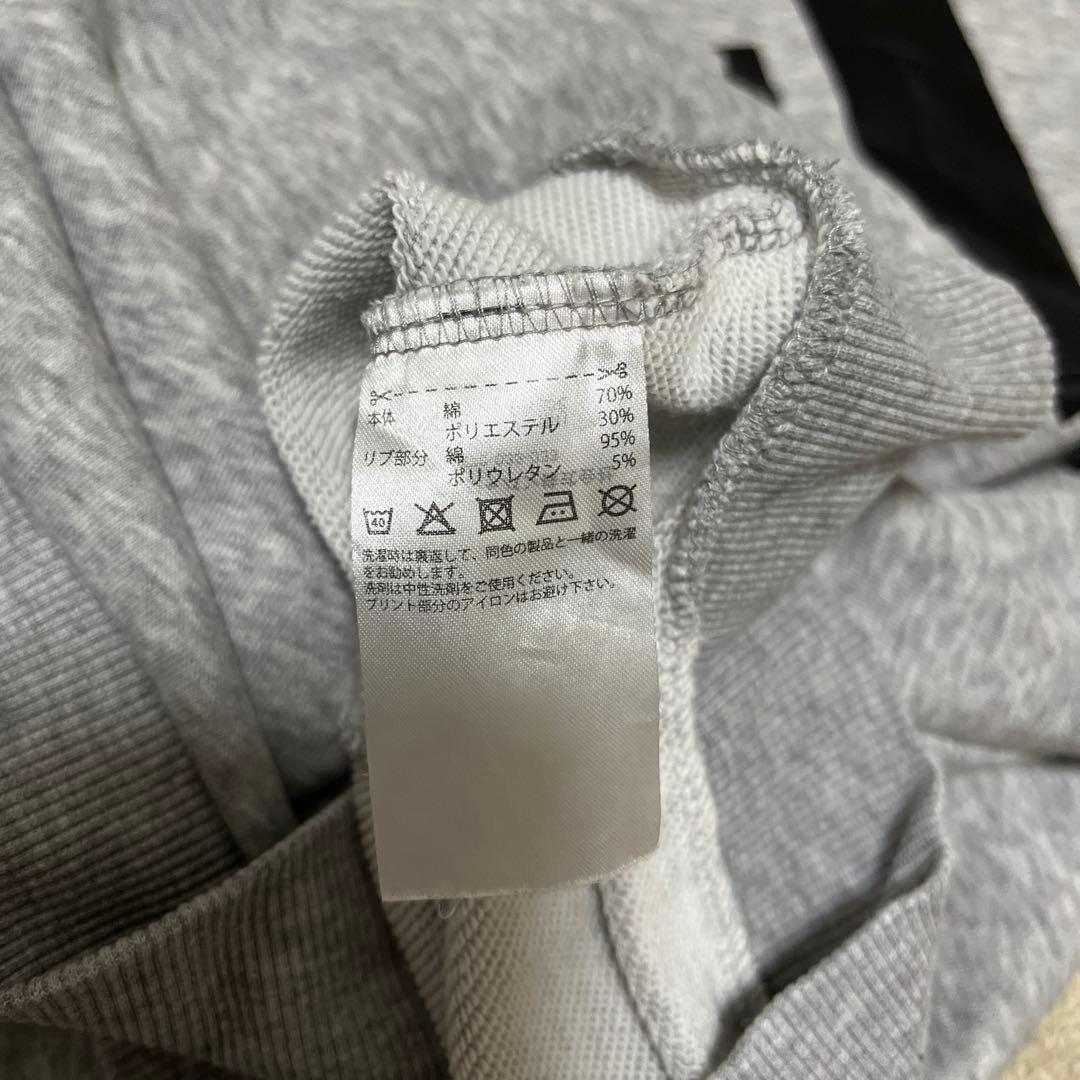 本体 綿 70%
ポリエステル 30%
リブ部分 綿 95%
ポリウレタン 5%
40
洗濯時は裏返して、同色の製品と一緒の洗濯
をお勧めします。
洗剤は中性洗剤をご使用ください。
プリント部分のアイロンはお避け下さい。